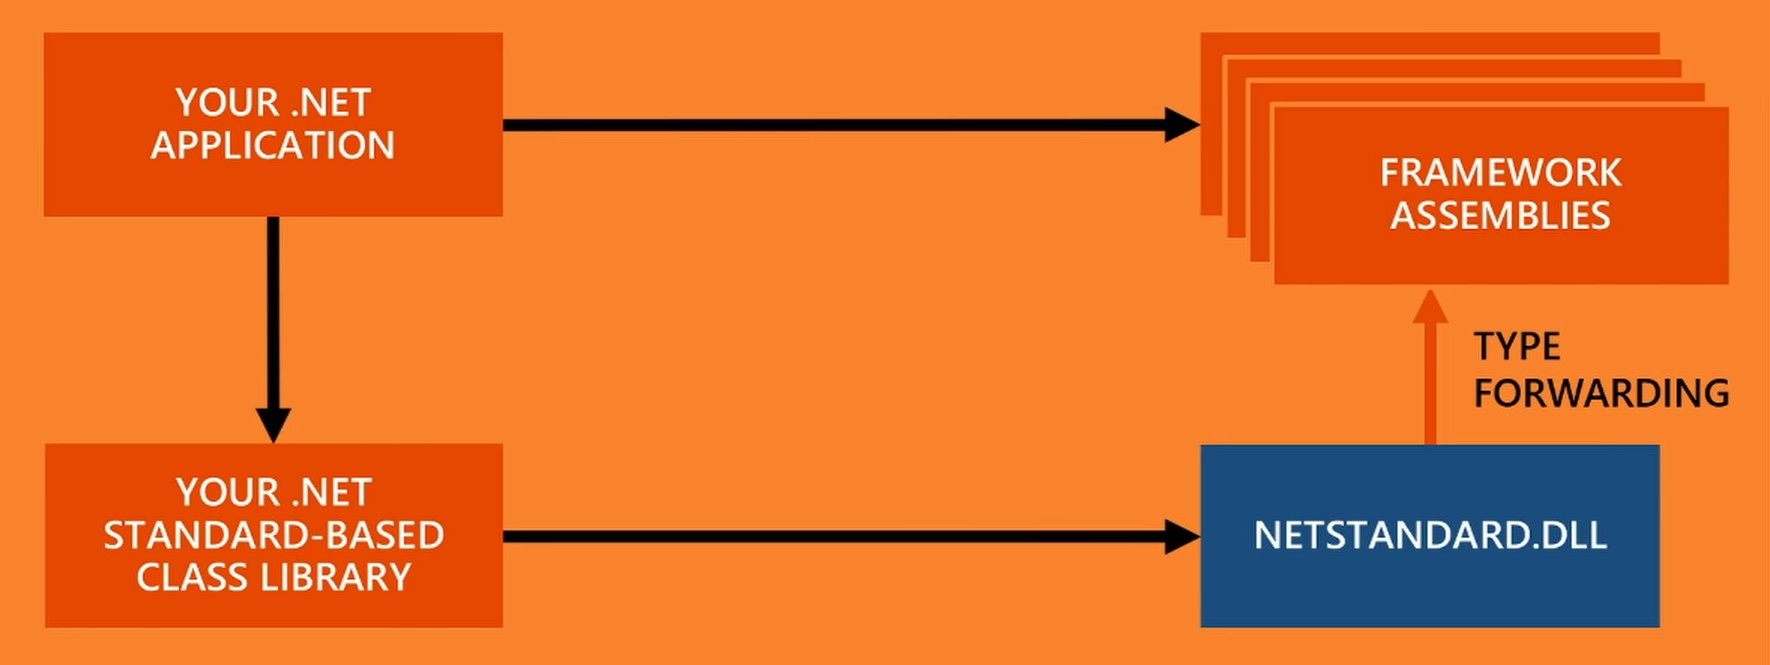 YOUR .NET
APPLICATION
FRAMEWORK
ASSEMBLIES
TYPE
FORWARDING
YOUR .NET
STANDARD-BASED
CLASS LIBRARY
NETSTANDARD.DLL